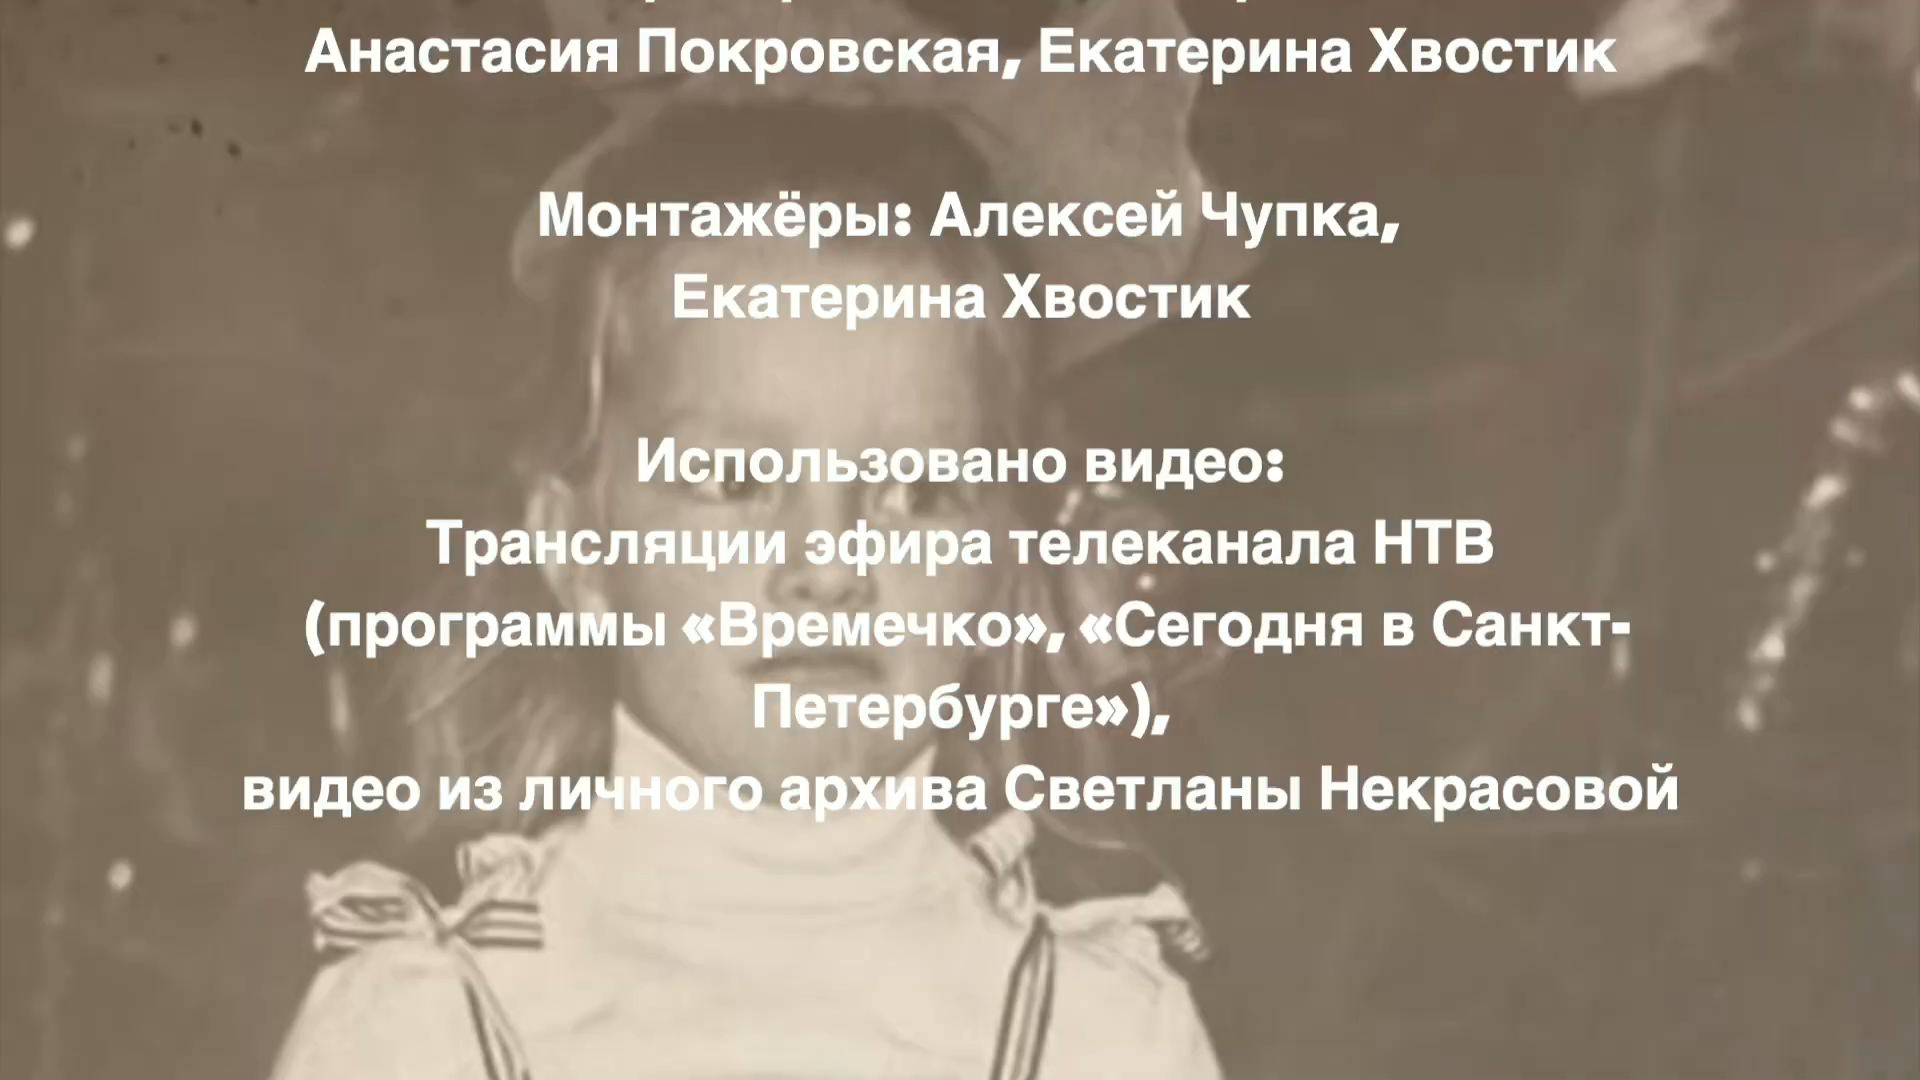 Анастасия Покровская, Екатерина Хвостик
Монтажёры: Алексей Чупка,
Екатерина Хвостик
Использовано видео:
Трансляции эфира телеканала НТВ
(программы «Времечко», «Сегодня в Санкт-
Петербурге»),
видео из личного архива Светланы Некрасовой